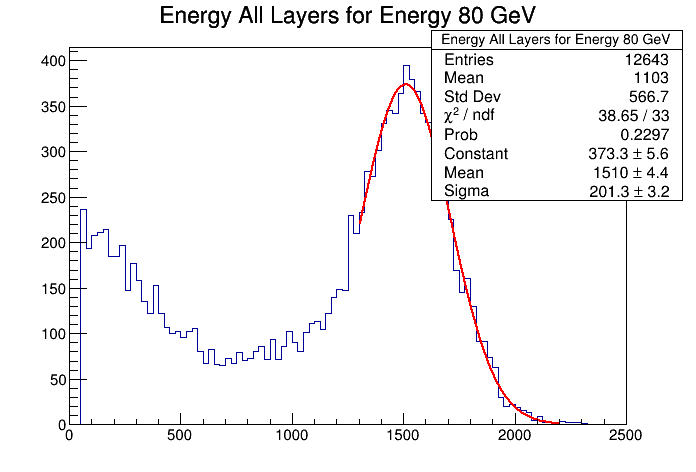 Energy All Layers for Energy 80 GeV
Energy All Layers for Energy 80 GeV
Entries 12643
Mean 1103
Std Dev 566.7
χ² / ndf 38.65 / 33
Prob 0.2297
Constant 373.3 ± 5.6
Mean 1510 ± 4.4
Sigma 201.3 ± 3.2
400
350
300
250
200
150
100
50
0
0 500 1000 1500 2000 2500